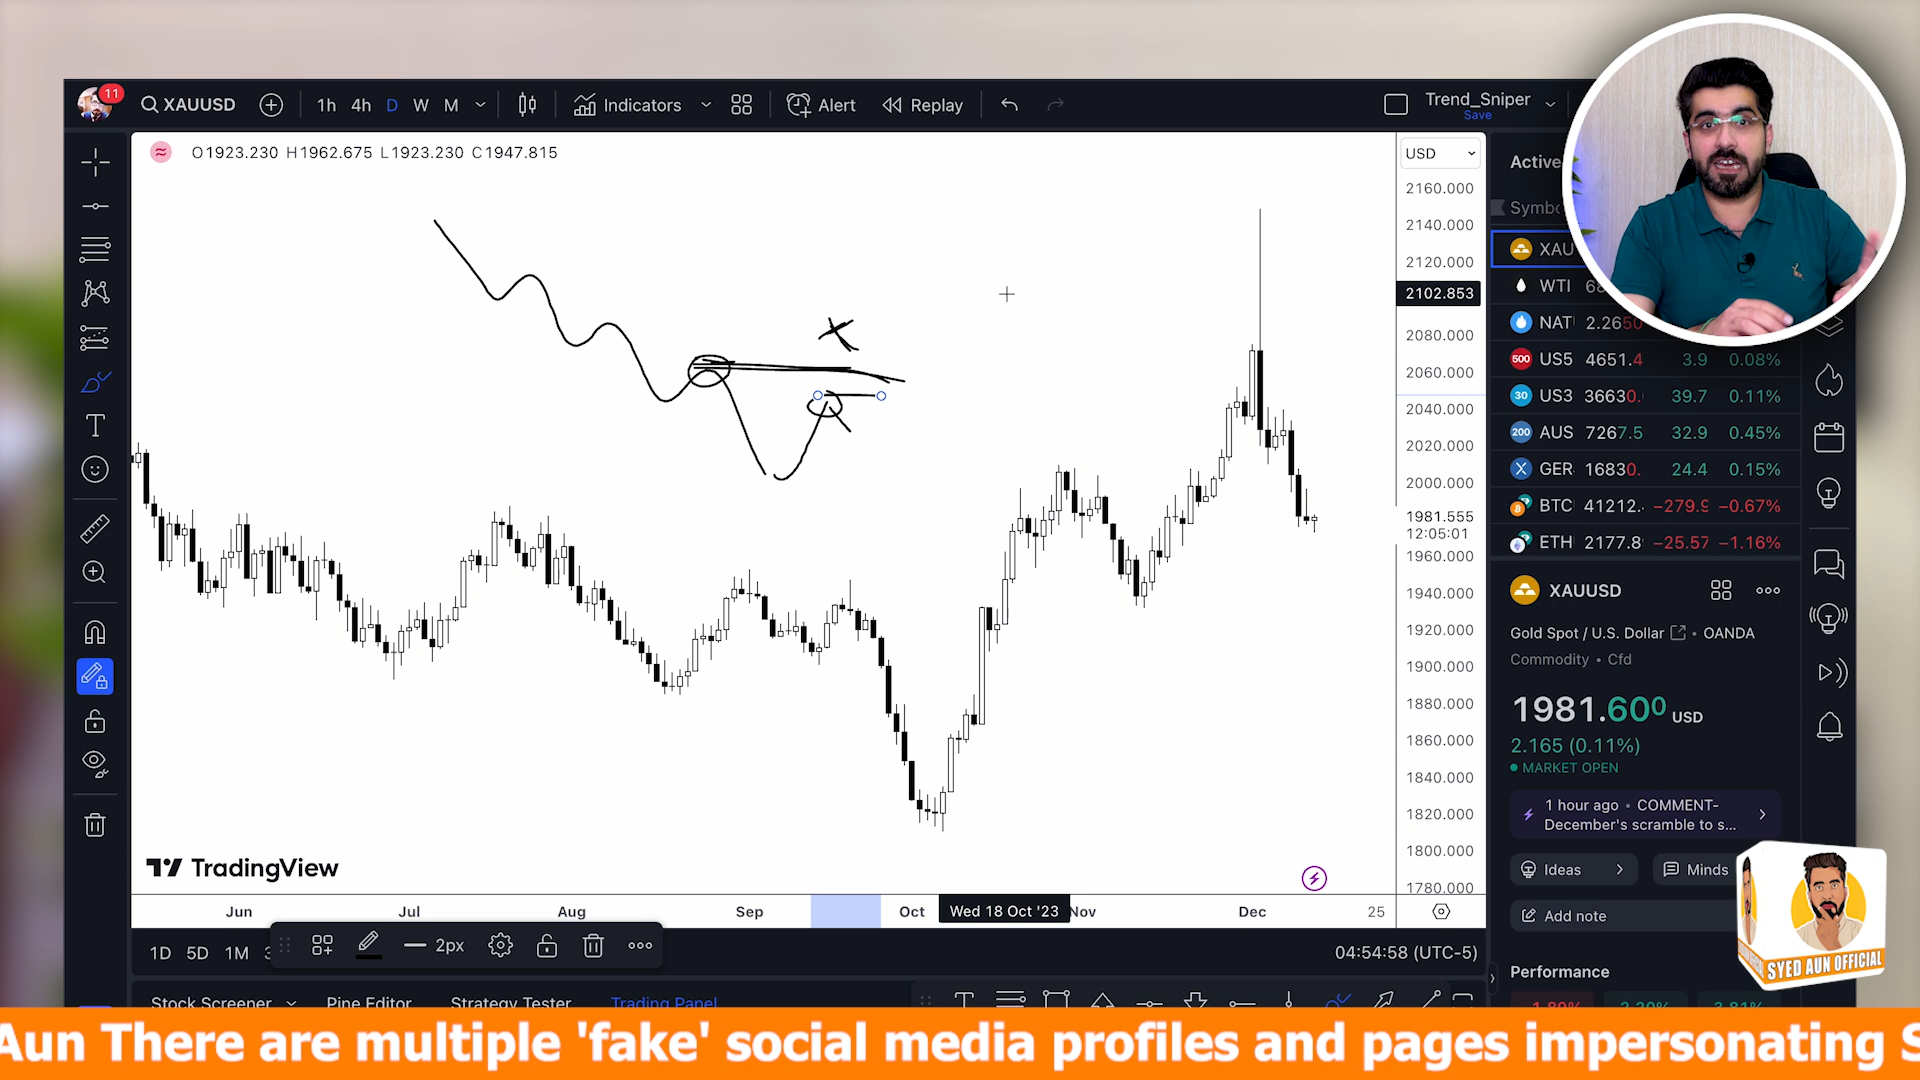 11
XAUUSD
1h 4h D W M
Indicators
Alert
Replay
Trend_Sniper
Save
O1923.230 H1962.675 L1923.230 C1947.815
USD
2160.000
2140.000
2120.000
2102.853
2080.000
2060.000
2040.000
2020.000
2000.000
1981.555
12:05:01
1960.000
1940.000
1920.000
1900.000
1880.000
1860.000
1840.000
1820.000
1800.000
1780.000
TradingView
Jun Jul Aug Sep Oct Wed 18 Oct '23 Nov Dec 25
1D 5D 1M
2px
04:54:58 (UTC-5)
Stock Screener Pine Editor Strategy Tester Trading Panel
Active
Symbo
XAU
WTI
NAT 2.2650
US5 4651.4 3.9 0.08%
US3 36630. 39.7 0.11%
AUS 7267.5 32.9 0.45%
GER 16830. 24.4 0.15%
BTC 41212. −279.9 −0.67%
ETH 2177.8 −25.57 −1.16%
XAUUSD
Gold Spot / U.S. Dollar • OANDA
Commodity • Cfd
1981.600 USD
2.165 (0.11%)
MARKET OPEN
1 hour ago • COMMENT-
December's scramble to s...
Ideas
Minds
Add note
Performance
SYED AUN OFFICIAL
Aun There are multiple 'fake' social media profiles and pages impersonating S